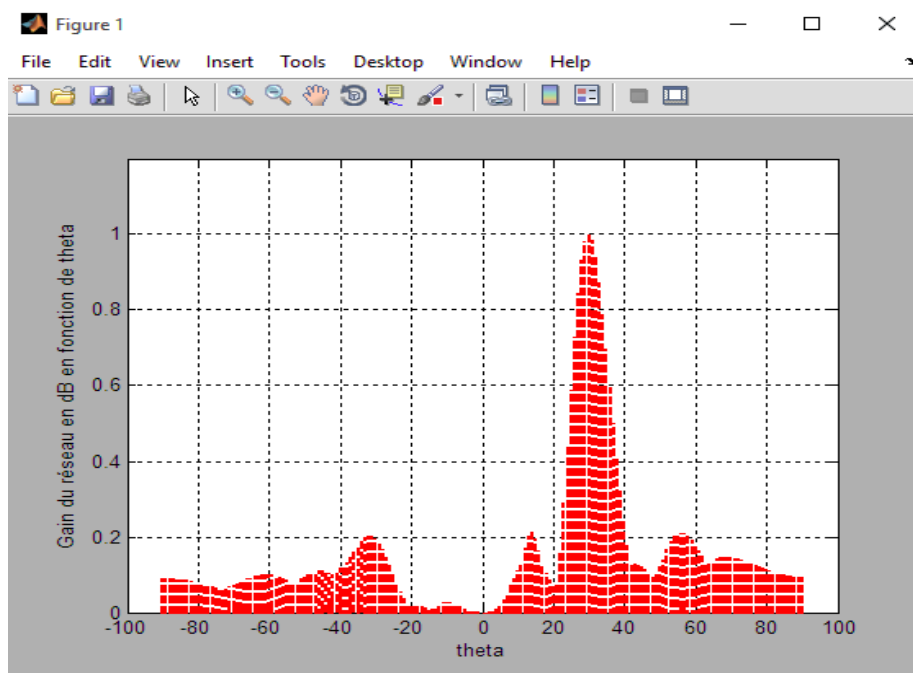 Figure 1
File Edit View Insert Tools Desktop Window Help
Gain du réseau en dB en fonction de theta
1
0.8
0.6
0.4
0.2
0
-100 -80 -60 -40 -20 0 20 40 60 80 100
theta